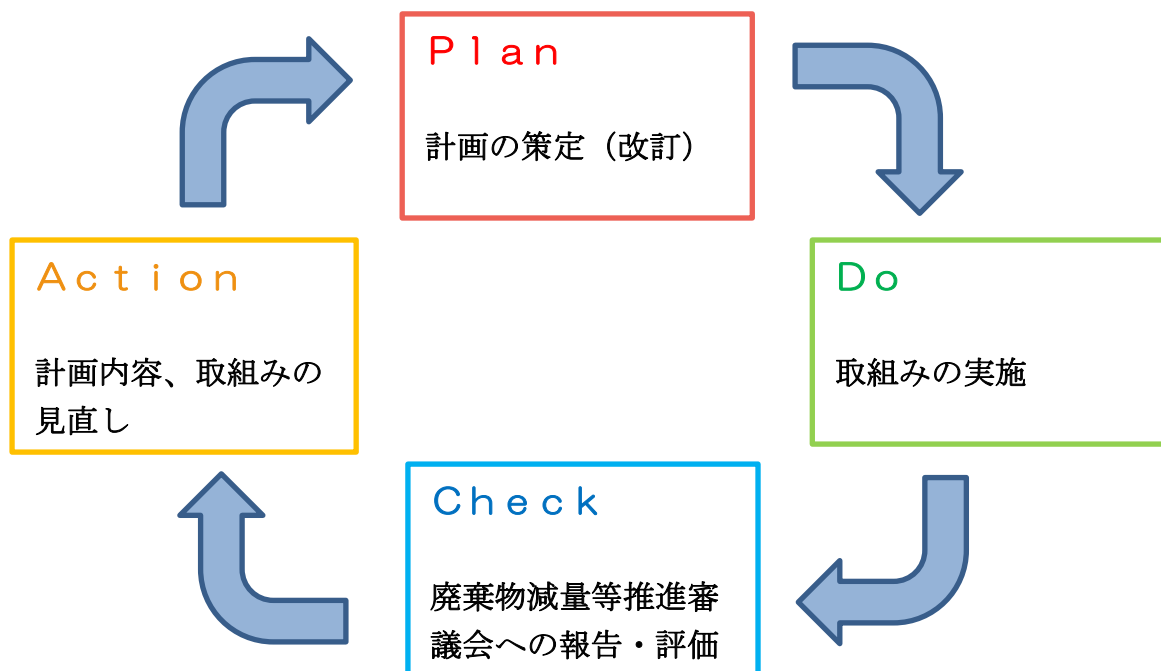 Ｐｌａｎ
計画の策定（改訂）
Ａｃｔｉｏｎ
計画内容、取組みの
見直し
Ｄｏ
取組みの実施
Ｃｈｅｃｋ
廃棄物減量等推進審
議会への報告・評価